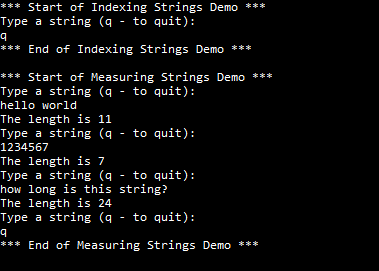 *** Start of Indexing Strings Demo ***
Type a string (q - to quit):
q
*** End of Indexing Strings Demo ***
*** Start of Measuring Strings Demo ***
Type a string (q - to quit):
hello world
The length is 11
Type a string (q - to quit):
1234567
The length is 7
Type a string (q - to quit):
how long is this string?
The length is 24
Type a string (q - to quit):
q
*** End of Measuring Strings Demo ***